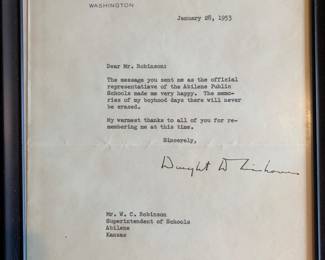 WASHINGTON
January 28, 1953
Dear Mr. Robinson:
The message you sent me as the official
representative of the Abilene Public
Schools made me very happy. The memo-
ries of my boyhood days there will never
be erased.
My warmest thanks to all of you for re-
membering me at this time.
Sincerely,
Dwight D Eisenhower
Mr. W. C. Robinson
Superintendent of Schools
Abilene
Kansas